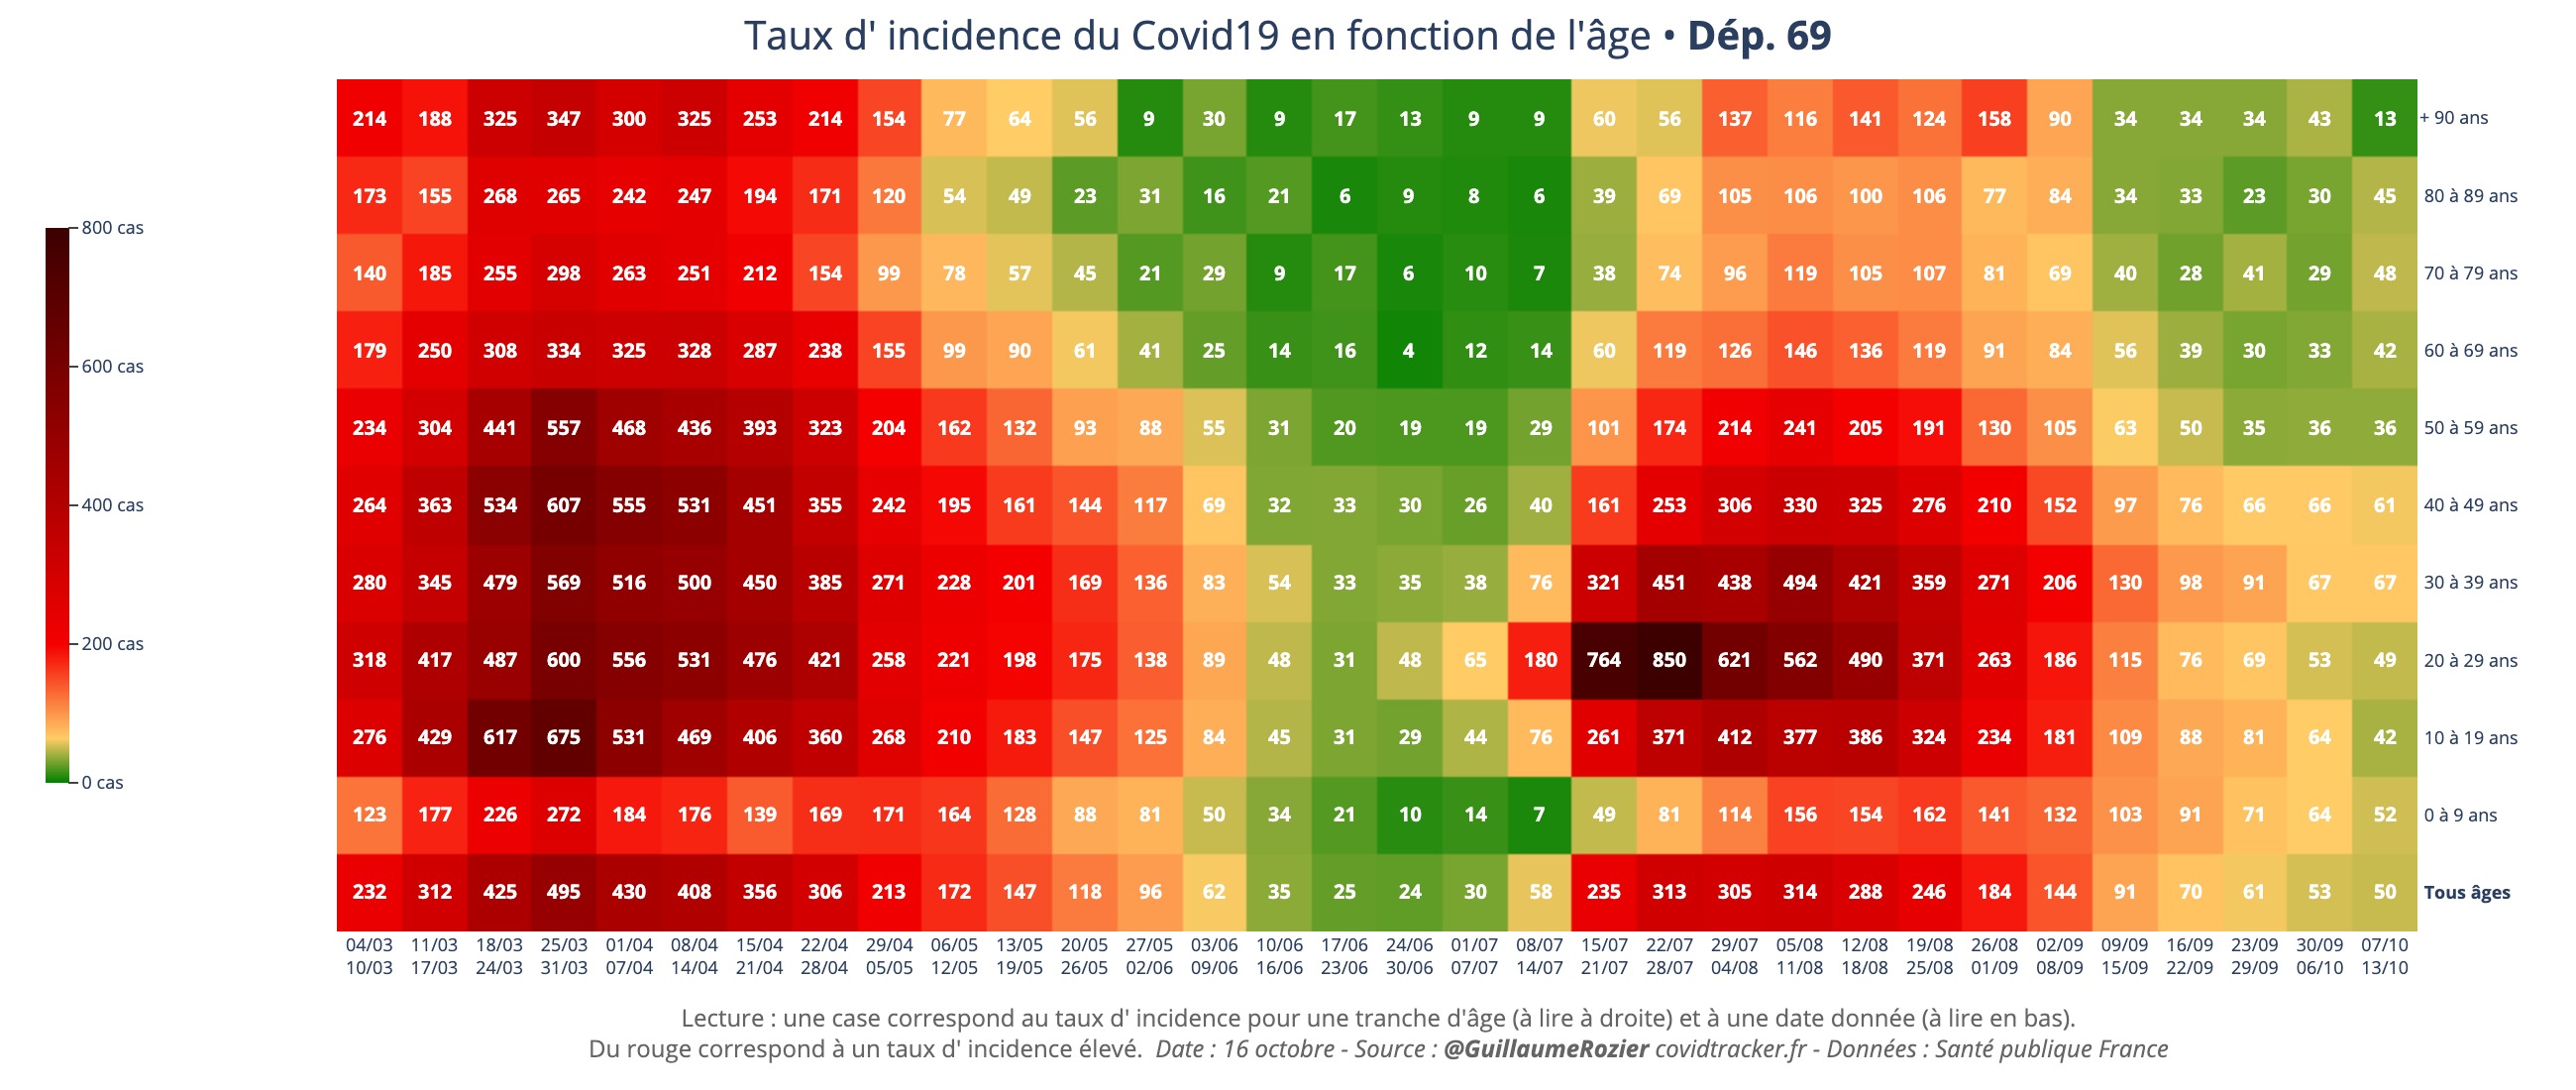 Taux d' incidence du Covid19 en fonction de l'âge • Dép. 69
800 cas
600 cas
400 cas
200 cas
0 cas
214 188 325 347 300 325 253 214 154 77 64 56 9 30 9 17 13 9 9 60 56 137 116 141 124 158 90 34 34 34 43 13 + 90 ans
173 155 268 265 242 247 194 171 120 54 49 23 31 16 21 6 9 8 6 39 69 105 106 100 106 77 84 34 33 23 30 45 80 à 89 ans
140 185 255 298 263 251 212 154 99 78 57 45 21 29 9 17 6 10 7 38 74 96 119 105 107 81 69 40 28 41 29 48 70 à 79 ans
179 250 308 334 325 328 287 238 155 99 90 61 41 25 14 16 4 12 14 60 119 126 146 136 119 91 84 56 39 30 33 42 60 à 69 ans
234 304 441 557 468 436 393 323 204 162 132 93 88 55 31 20 19 19 29 101 174 214 241 205 191 130 105 63 50 35 36 36 50 à 59 ans
264 363 534 607 555 531 451 355 242 195 161 144 117 69 32 33 30 26 40 161 253 306 330 325 276 210 152 97 76 66 66 61 40 à 49 ans
280 345 479 569 516 500 450 385 271 228 201 169 136 83 54 33 35 38 76 321 451 438 494 421 359 271 206 130 98 91 67 67 30 à 39 ans
318 417 487 600 556 531 476 421 258 221 198 175 138 89 48 31 48 65 180 764 850 621 562 490 371 263 186 115 76 69 53 49 20 à 29 ans
276 429 617 675 531 469 406 360 268 210 183 147 125 84 45 31 29 44 76 261 371 412 377 386 324 234 181 109 88 81 64 42 10 à 19 ans
123 177 226 272 184 176 139 169 171 164 128 88 81 50 34 21 10 14 7 49 81 114 156 154 162 141 132 103 91 71 64 52 0 à 9 ans
232 312 425 495 430 408 356 306 213 172 147 118 96 62 35 25 24 30 58 235 313 305 314 288 246 184 144 91 70 61 53 50 Tous âges
04/03 11/03 18/03 25/03 01/04 08/04 15/04 22/04 29/04 06/05 13/05 20/05 27/05 03/06 10/06 17/06 24/06 01/07 08/07 15/07 22/07 29/07 05/08 12/08 19/08 26/08 02/09 09/09 16/09 23/09 30/09 07/10
10/03 17/03 24/03 31/03 07/04 14/04 21/04 28/04 05/05 12/05 19/05 26/05 02/06 09/06 16/06 23/06 30/06 07/07 14/07 21/07 28/07 04/08 11/08 18/08 25/08 01/09 08/09 15/09 22/09 29/09 06/10 13/10
Lecture : une case correspond au taux d' incidence pour une tranche d'âge (à lire à droite) et à une date donnée (à lire en bas).
Du rouge correspond à un taux d' incidence élevé. Date : 16 octobre - Source : @GuillaumeRozier covidtracker.fr - Données : Santé publique France